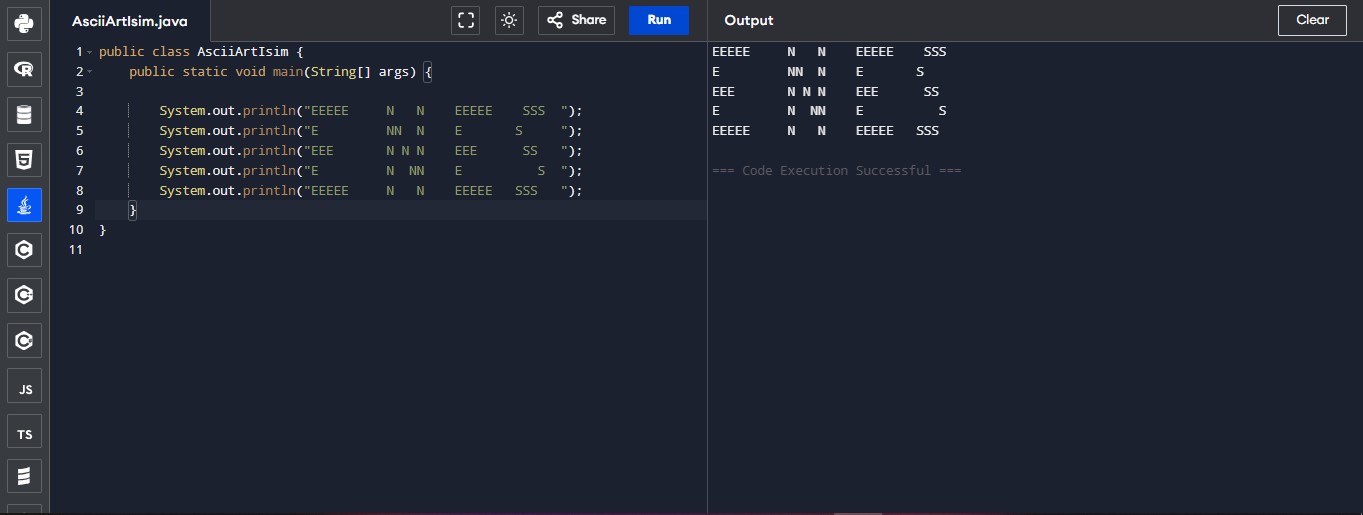 AsciiArtIsim.java
Share
Run
Output
Clear
1 public class AsciiArtIsim {
2     public static void main(String[] args) {
3
4         System.out.println("EEEEE     N   N    EEEEE    SSS  ");
5         System.out.println("E         NN  N    E       S     ");
6         System.out.println("EEE       N N N    EEE      SS   ");
7         System.out.println("E         N  NN    E          S  ");
8         System.out.println("EEEEE     N   N    EEEEE   SSS   ");
9     }
10 }
11
EEEEE     N   N    EEEEE    SSS
E         NN  N    E       S
EEE       N N N    EEE      SS
E         N  NN    E          S
EEEEE     N   N    EEEEE   SSS
=== Code Execution Successful ===
R
5
C
C
C
JS
TS